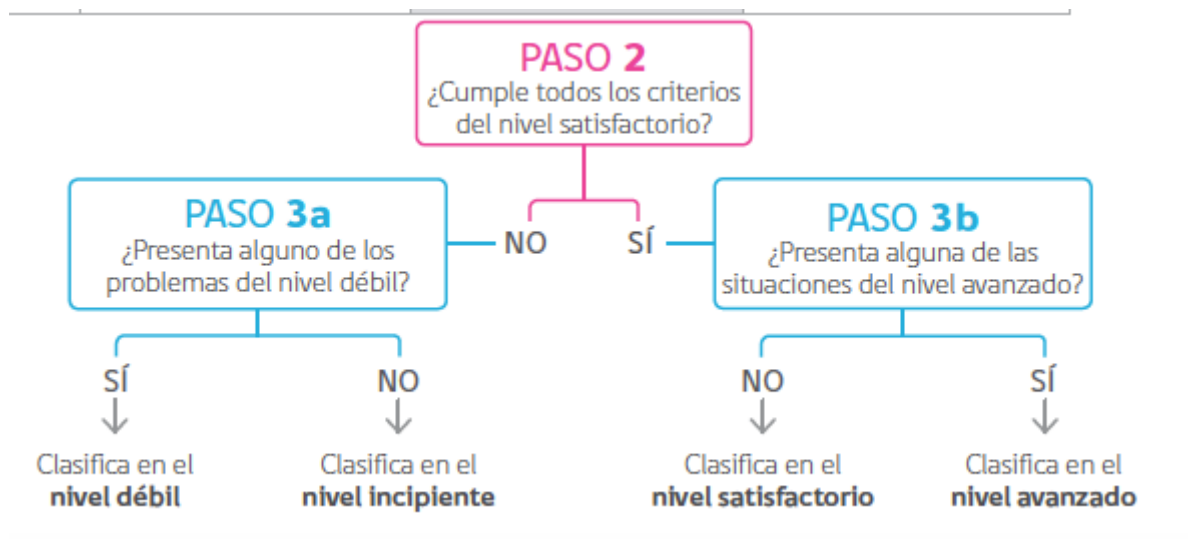 PASO 2
¿Cumple todos los criterios
del nivel satisfactorio?
PASO 3a
¿Presenta alguno de los
problemas del nivel débil?
NO
SÍ
PASO 3b
¿Presenta alguna de las
situaciones del nivel avanzado?
SÍ
NO
NO
SÍ
Clasifica en el
nivel débil
Clasifica en el
nivel incipiente
Clasifica en el
nivel satisfactorio
Clasifica en el
nivel avanzado